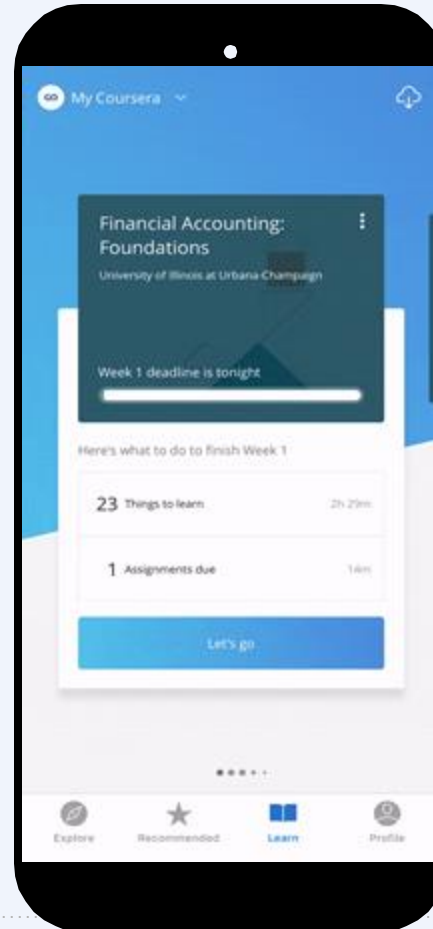 My Coursera
Financial Accounting:
Foundations
University of Illinois at Urbana-Champaign
Week 1 deadline is tonight
Here's what to do to finish Week 1
23 Things to learn 2h 29m
1 Assignments due 14m
Let's go
Explore Recommended Learn Profile